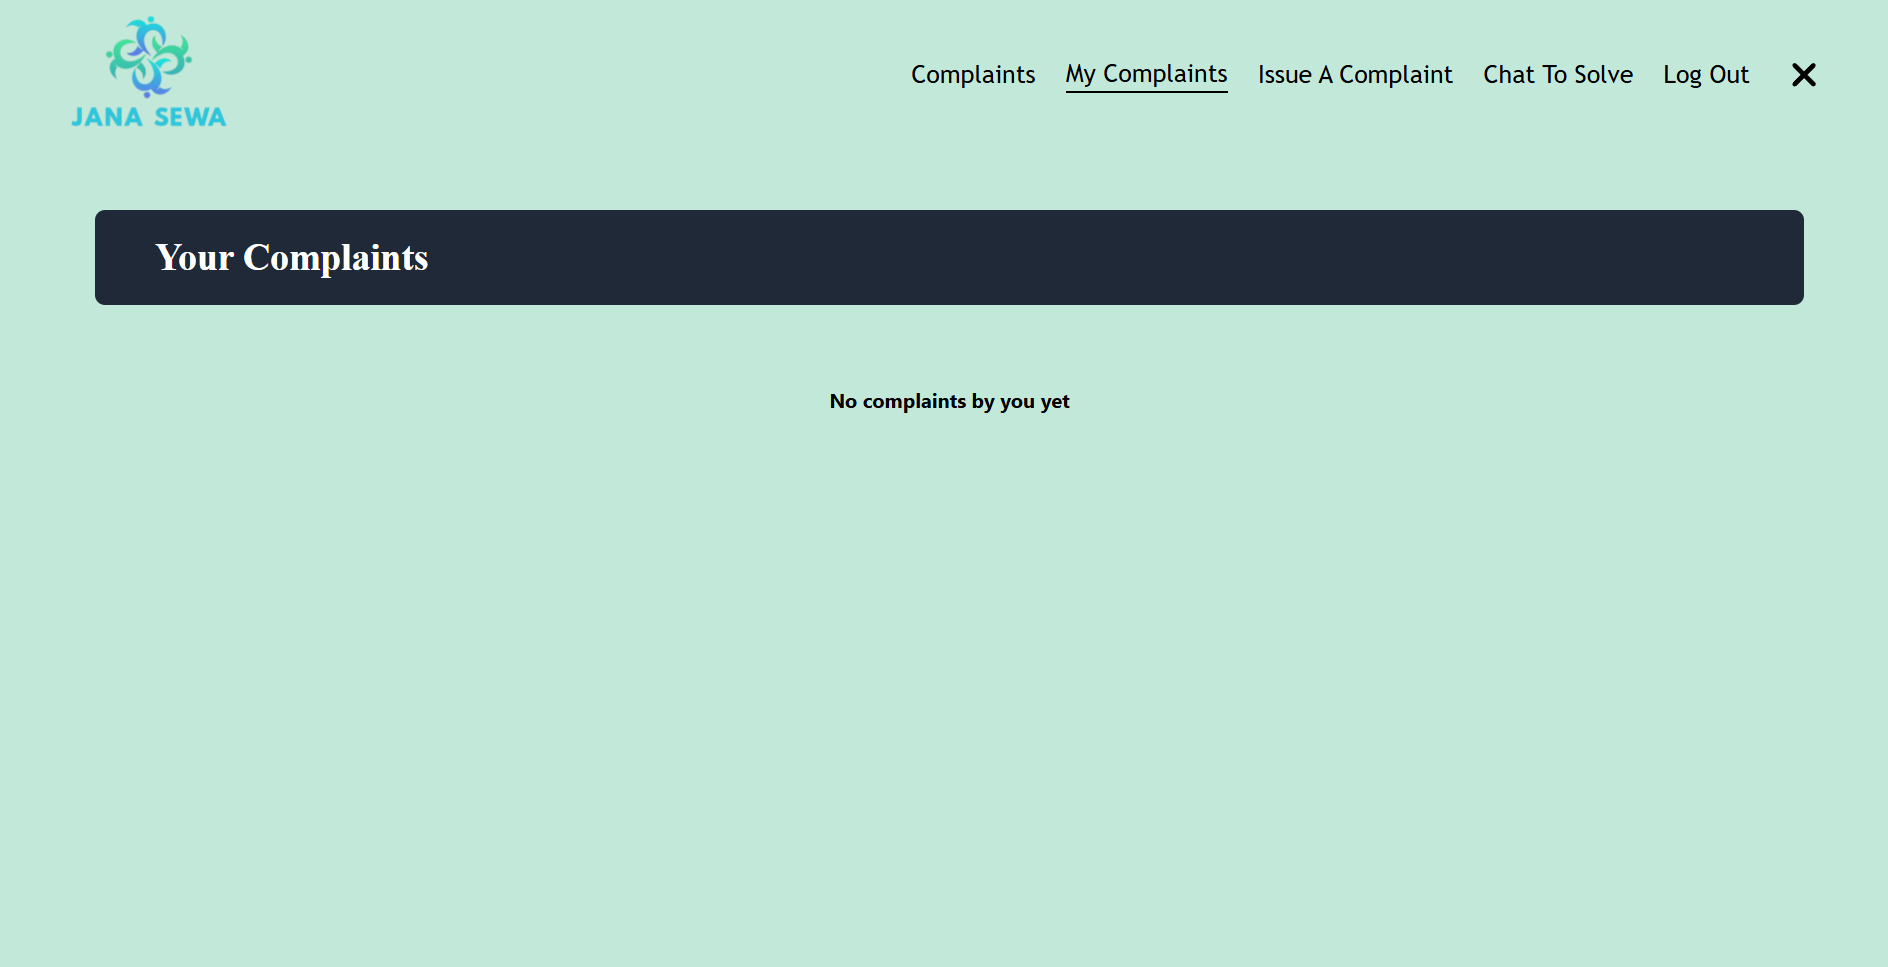 JANA SEWA
Complaints My Complaints Issue A Complaint Chat To Solve Log Out
Your Complaints
No complaints by you yet